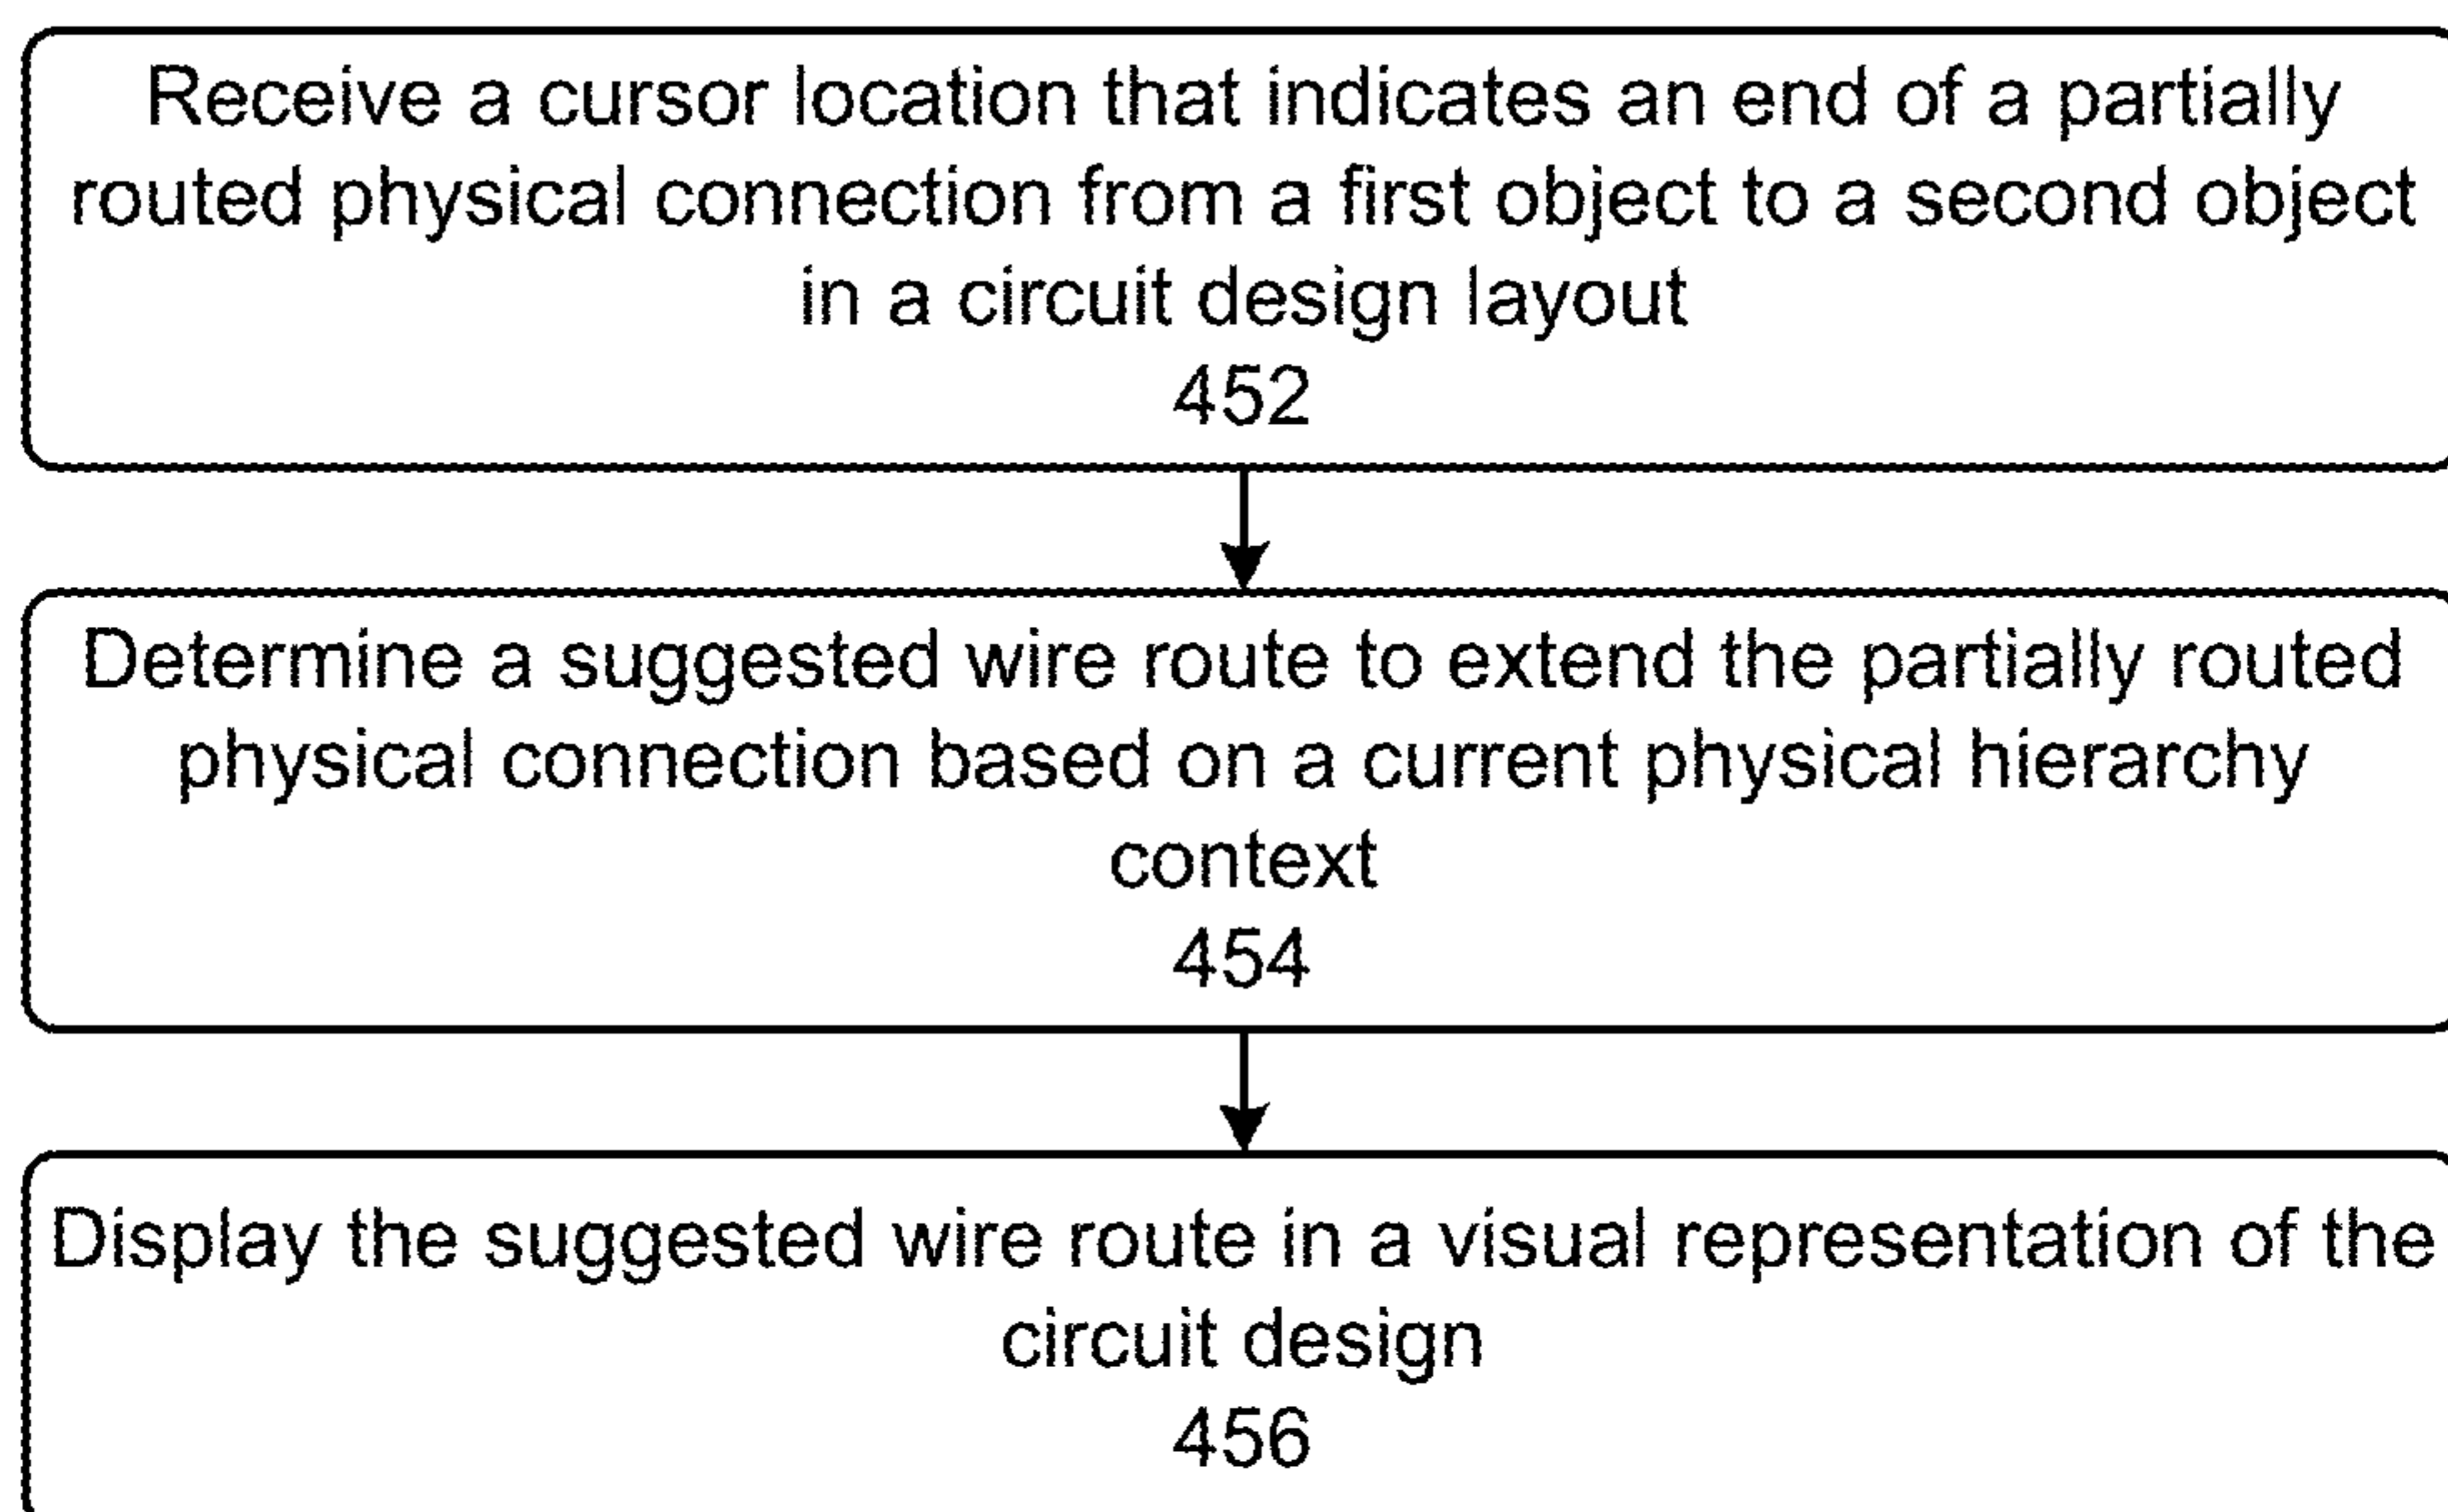 Receive a cursor location that indicates an end of a partially
routed physical connection from a first object to a second object
in a circuit design layout
452
Determine a suggested wire route to extend the partially routed
physical connection based on a current physical hierarchy
context
454
Display the suggested wire route in a visual representation of the
circuit design
456